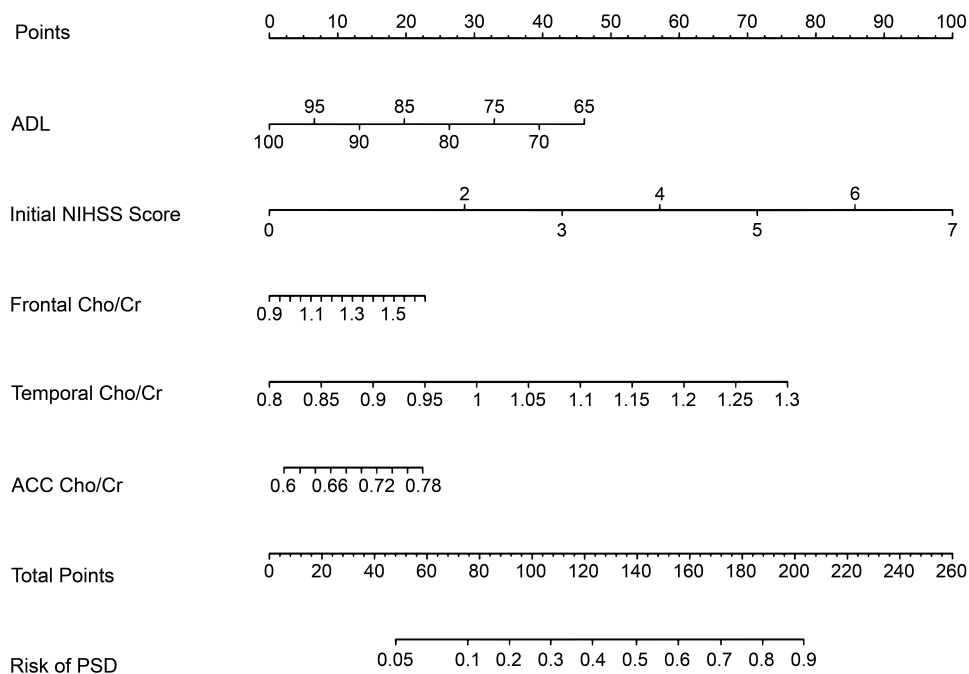 Points 0 10 20 30 40 50 60 70 80 90 100
95 85 75 65
ADL
100 90 80 70
2 4 6
Initial NIHSS Score
0 3 5 7
Frontal Cho/Cr 0.9 1.1 1.3 1.5
Temporal Cho/Cr 0.8 0.85 0.9 0.95 1 1.05 1.1 1.15 1.2 1.25 1.3
ACC Cho/Cr 0.6 0.66 0.72 0.78
Total Points 0 20 40 60 80 100 120 140 160 180 200 220 240 260
Risk of PSD 0.05 0.1 0.2 0.3 0.4 0.5 0.6 0.7 0.8 0.9